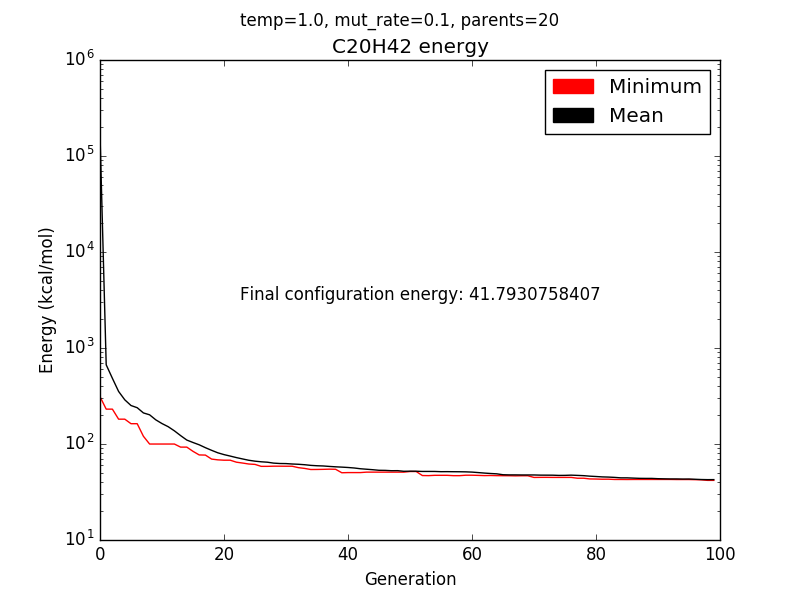 temp=1.0, mut_rate=0.1, parents=20
C20H42 energy
10^6
10^5
10^4
10^3
10^2
10^1
Energy (kcal/mol)
Minimum
Mean
Final configuration energy: 41.7930758407
0 20 40 60 80 100
Generation